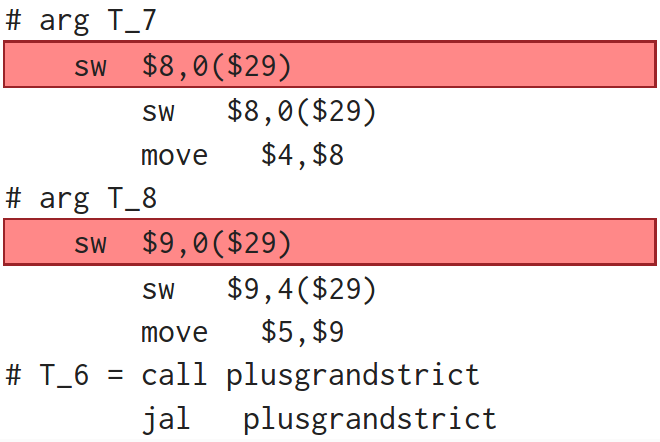 # arg T_7
sw $8,0($29)
sw $8,0($29)
move $4,$8
# arg T_8
sw $9,0($29)
sw $9,4($29)
move $5,$9
# T_6 = call plusgrandstrict
jal plusgrandstrict